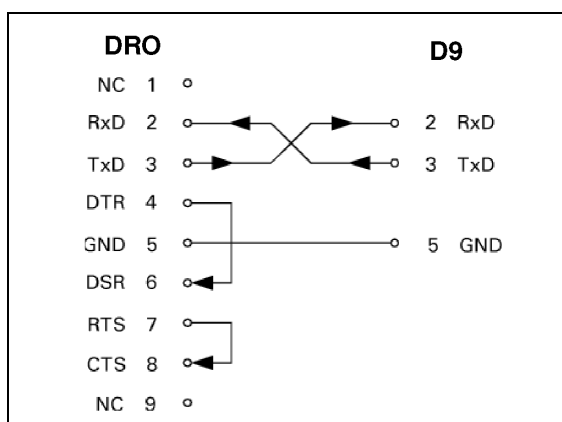 DRO D9
NC 1
RxD 2 2 RxD
TxD 3 3 TxD
DTR 4
GND 5 5 GND
DSR 6
RTS 7
CTS 8
NC 9